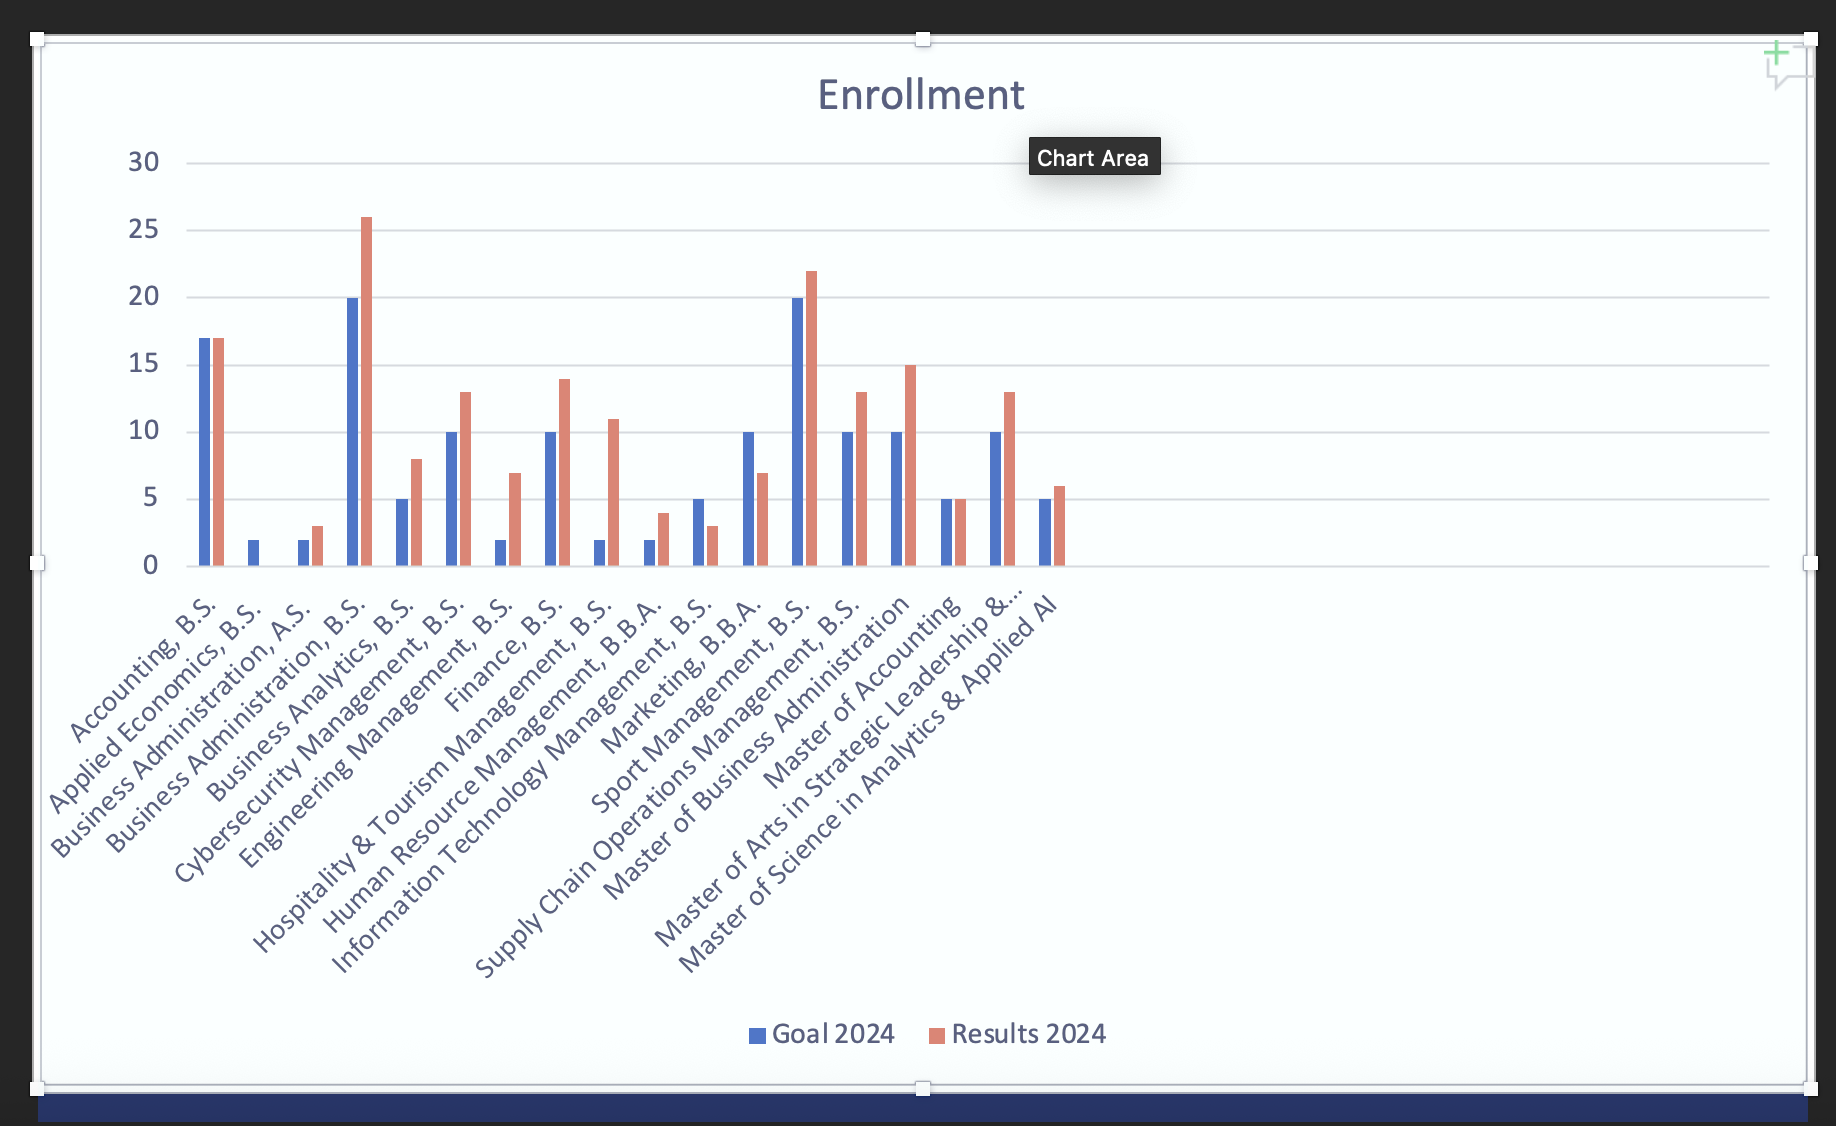 Enrollment
Chart Area
30
25
20
15
10
5
0
Accounting, B.S.
Applied Economics, B.S.
Business Administration, A.S.
Business Administration, B.S.
Business Analytics, B.S.
Cybersecurity Management, B.S.
Engineering Management, B.S.
Finance, B.S.
Hospitality & Tourism Management, B.S.
Human Resource Management, B.B.A.
Information Technology Management, B.S.
Marketing, B.B.A.
Sport Management, B.S.
Supply Chain Operations Management, B.S.
Master of Business Administration
Master of Accounting
Master of Arts in Strategic Leadership &...
Master of Science in Analytics & Applied AI
Goal 2024
Results 2024